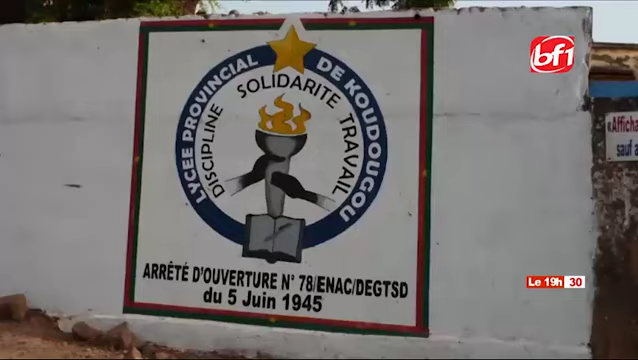 bf1
LYCEE PROVINCIAL DE KOUDOUGOU
DISCIPLINE SOLIDARITE TRAVAIL
ARRÊTÉ D'OUVERTURE N° 78/ENAC/DEGTSD
du 5 Juin 1945
«Affich
sauf a
Le 19h 30